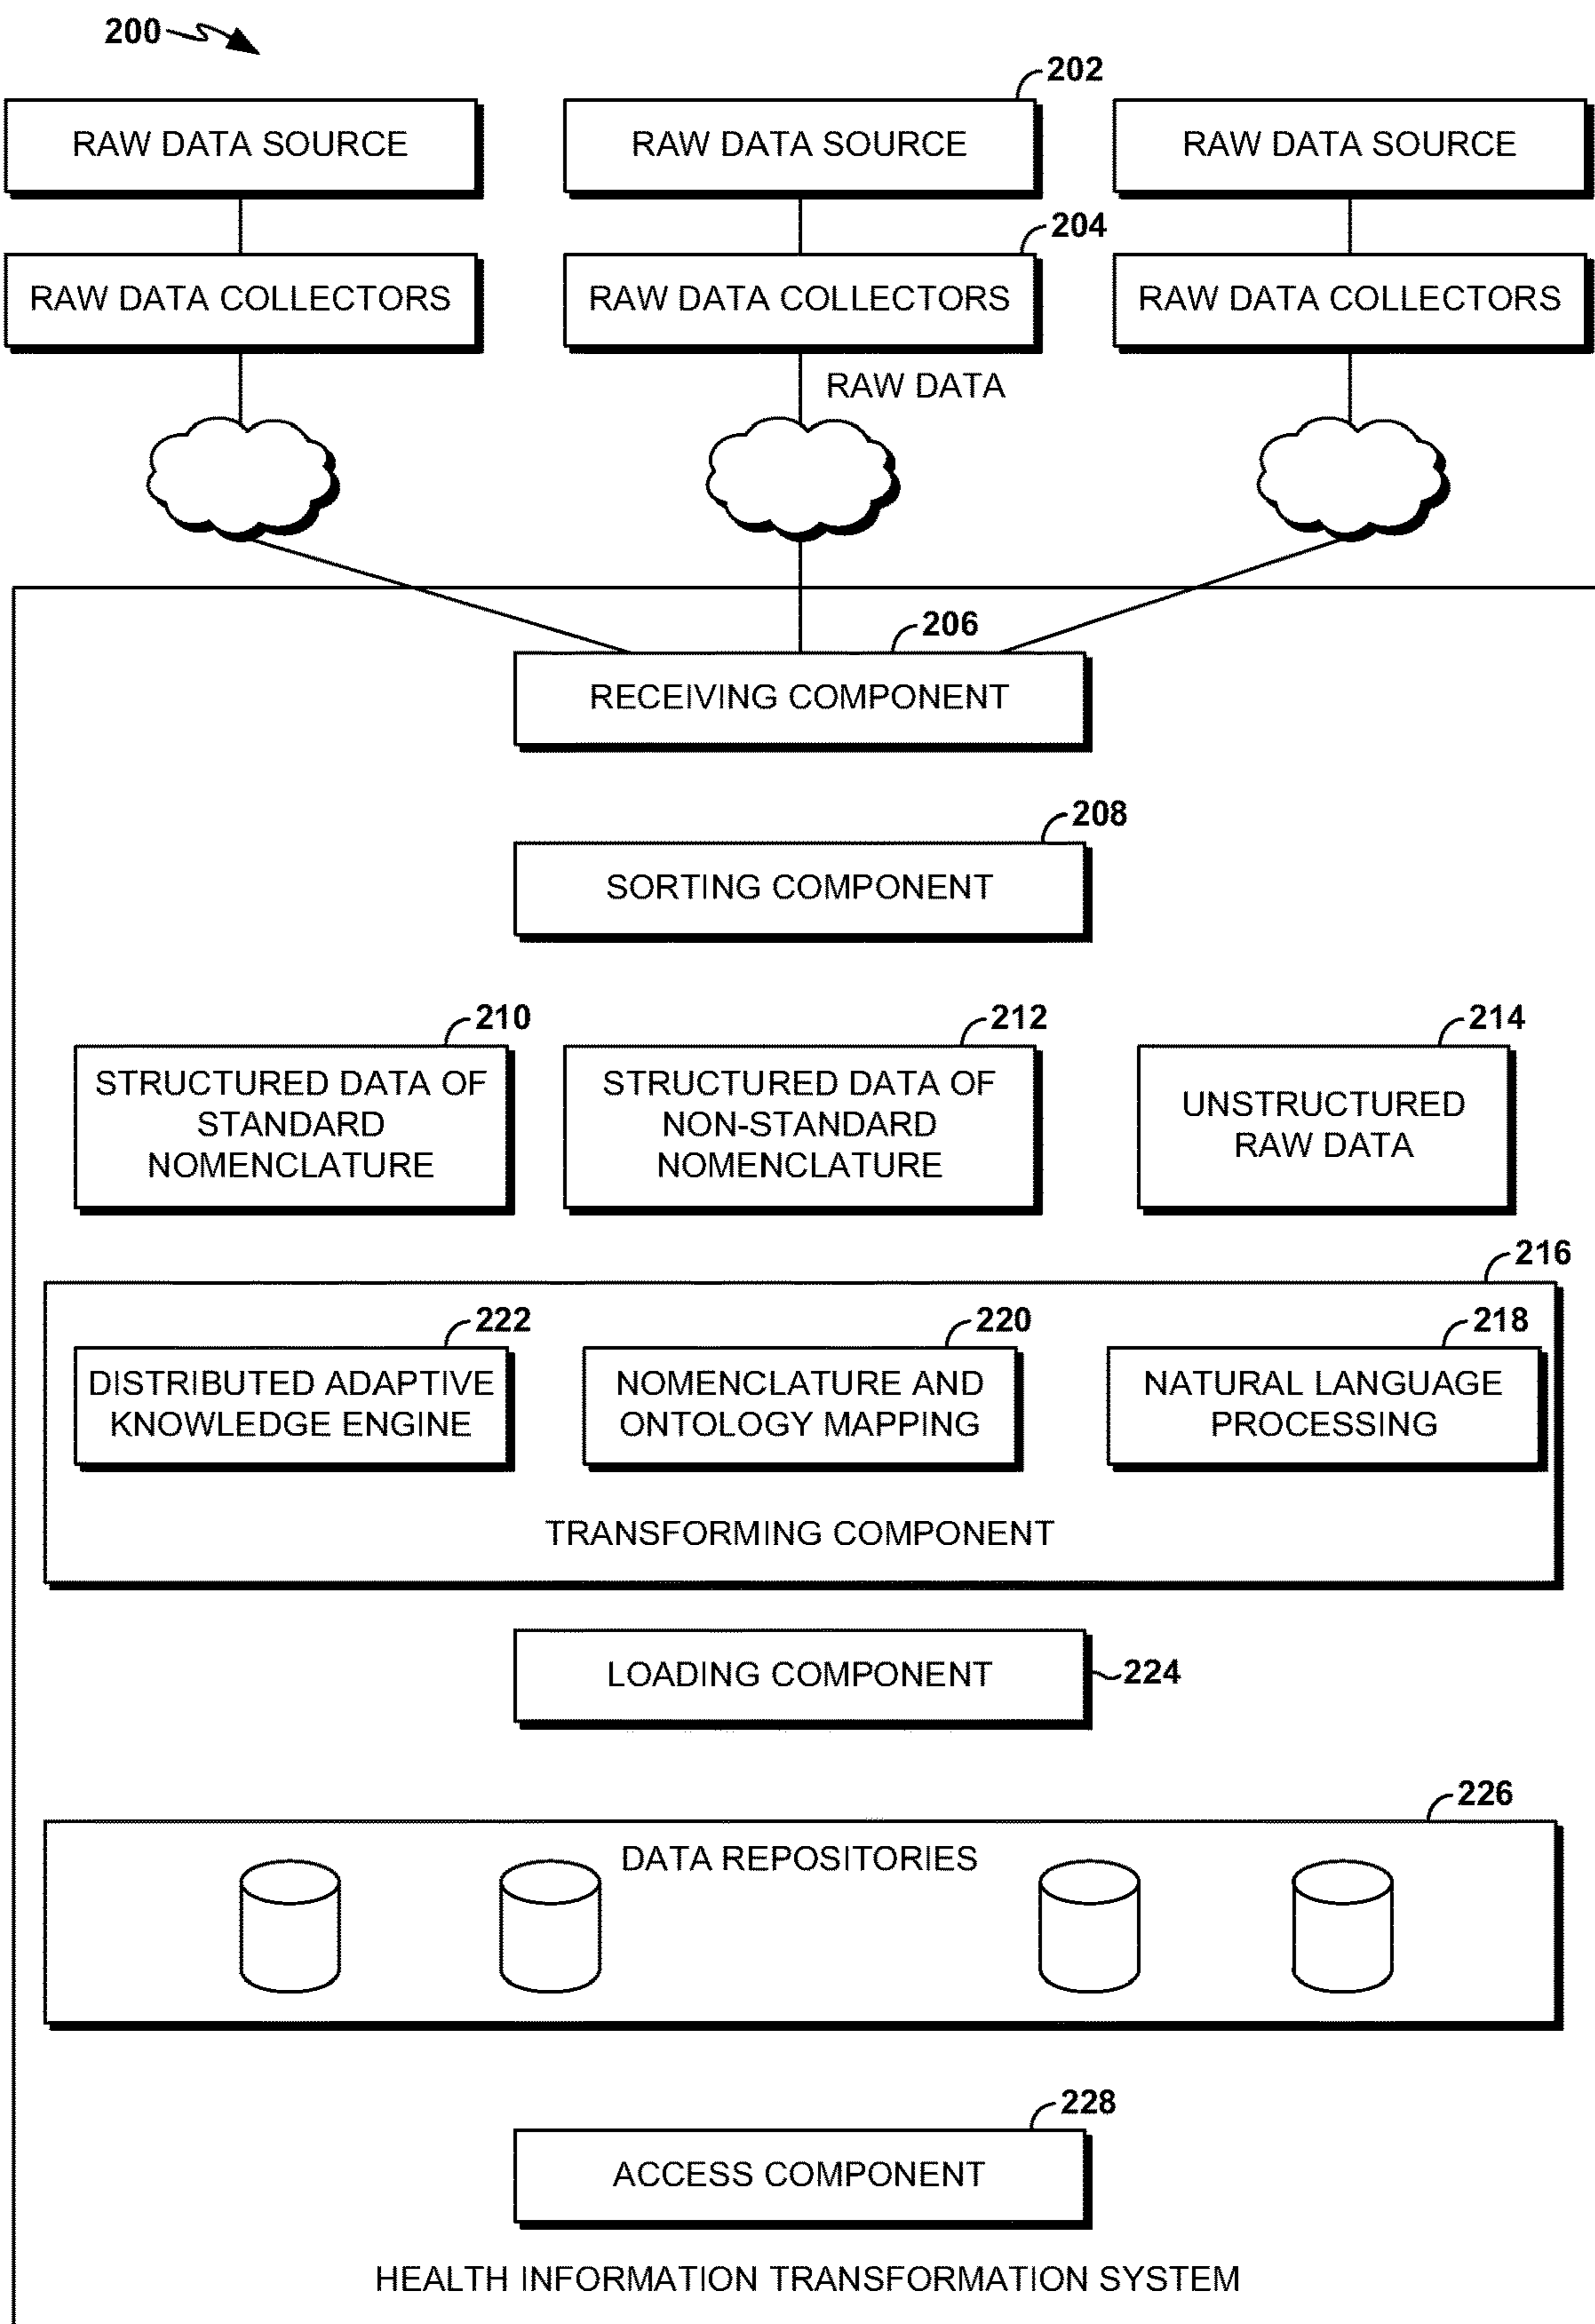 200
202
RAW DATA SOURCE
RAW DATA SOURCE
RAW DATA SOURCE
204
RAW DATA COLLECTORS
RAW DATA COLLECTORS
RAW DATA COLLECTORS
RAW DATA
206
RECEIVING COMPONENT
208
SORTING COMPONENT
210
STRUCTURED DATA OF
STANDARD
NOMENCLATURE
212
STRUCTURED DATA OF
NON-STANDARD
NOMENCLATURE
214
UNSTRUCTURED
RAW DATA
216
222
DISTRIBUTED ADAPTIVE
KNOWLEDGE ENGINE
220
NOMENCLATURE AND
ONTOLOGY MAPPING
218
NATURAL LANGUAGE
PROCESSING
TRANSFORMING COMPONENT
LOADING COMPONENT
224
226
DATA REPOSITORIES
228
ACCESS COMPONENT
HEALTH INFORMATION TRANSFORMATION SYSTEM